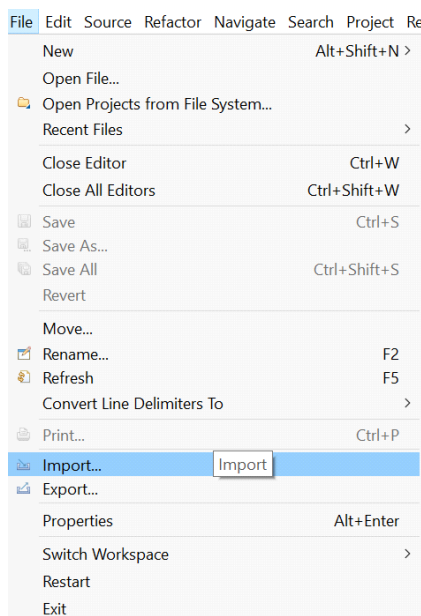 File Edit Source Refactor Navigate Search Project Re
New Alt+Shift+N >
Open File...
Open Projects from File System...
Recent Files >
Close Editor Ctrl+W
Close All Editors Ctrl+Shift+W
Save Ctrl+S
Save As...
Save All Ctrl+Shift+S
Revert
Move...
Rename... F2
Refresh F5
Convert Line Delimiters To >
Print... Ctrl+P
Import... Import
Export...
Properties Alt+Enter
Switch Workspace >
Restart
Exit